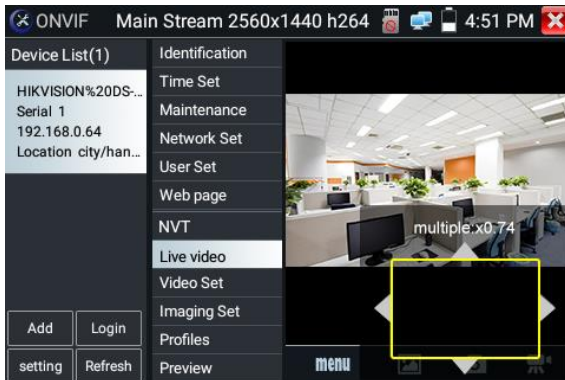 ONVIF Main Stream 2560x1440 h264 4:51 PM
Device List(1)
HIKVISION%20DS-...
Serial 1
192.168.0.64
Location city/han...
Add
Login
setting
Refresh
Identification
Time Set
Maintenance
Network Set
User Set
Web page
NVT
Live video
Video Set
Imaging Set
Profiles
Preview
multiple:x0.74
menu